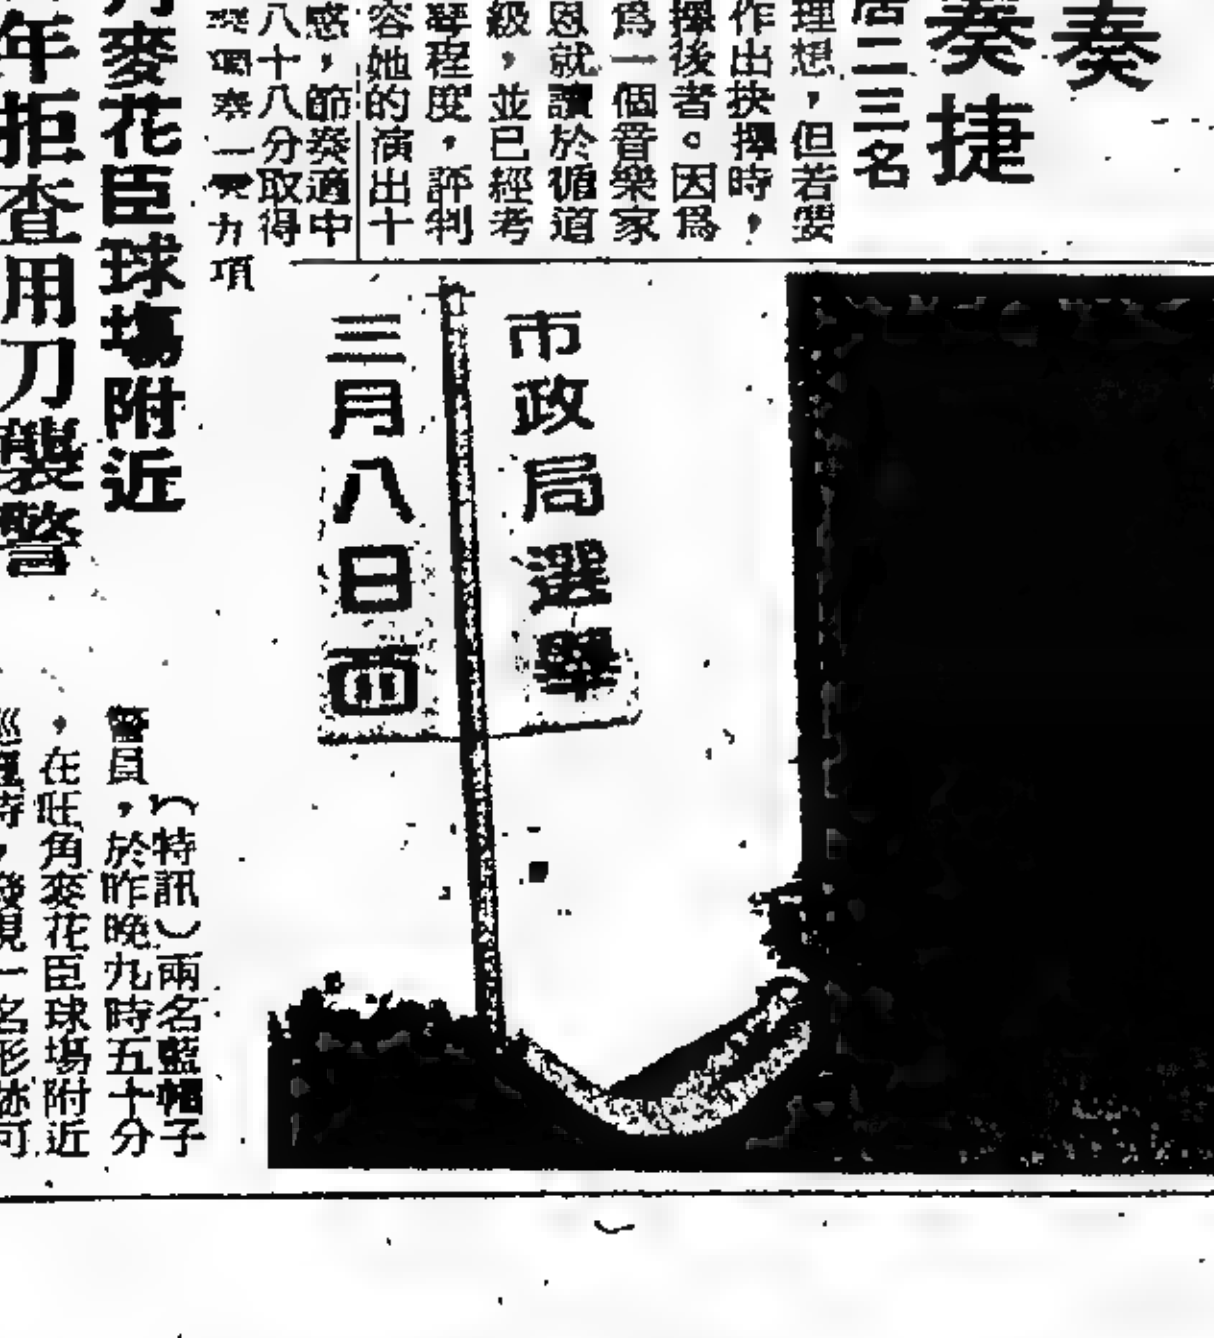 奏
奏捷
居二三名
理想，但若要
作出抉擇時，
擇後者。因爲
爲一個音樂家
恩就讀於循道
級，並已經考
琴程度，評判
容她的演出十
感，節奏適中
八十八分取得
項
市政局選舉
三月八日
麥花臣球塲附近
年拒查用刀襲警
（特訊）兩名藍帽子
警員，於昨晚九時五十分
，在旺角麥花臣球塲附近
巡邏時，發現一名形跡可